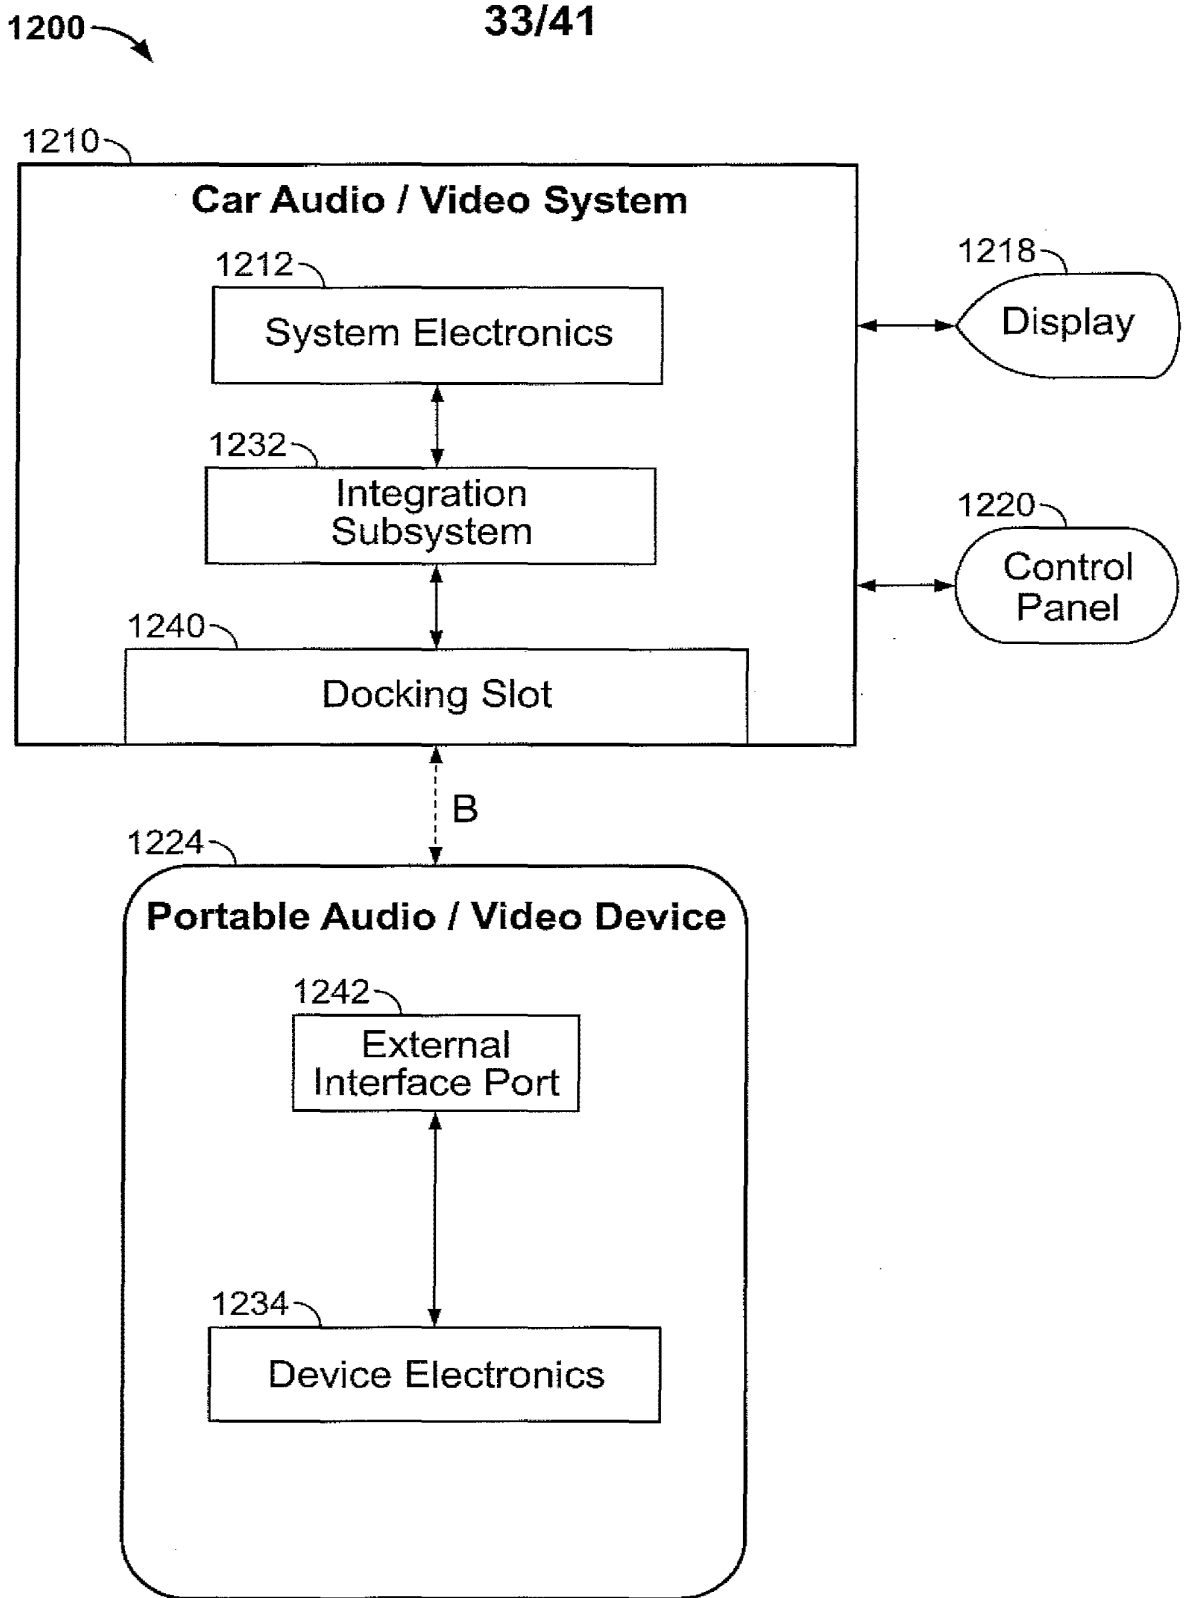 1200
33/41
1210
Car Audio / Video System
1212
System Electronics
1218
Display
1232
Integration
Subsystem
1220
Control
Panel
1240
Docking Slot
B
1224
Portable Audio / Video Device
1242
External
Interface Port
1234
Device Electronics